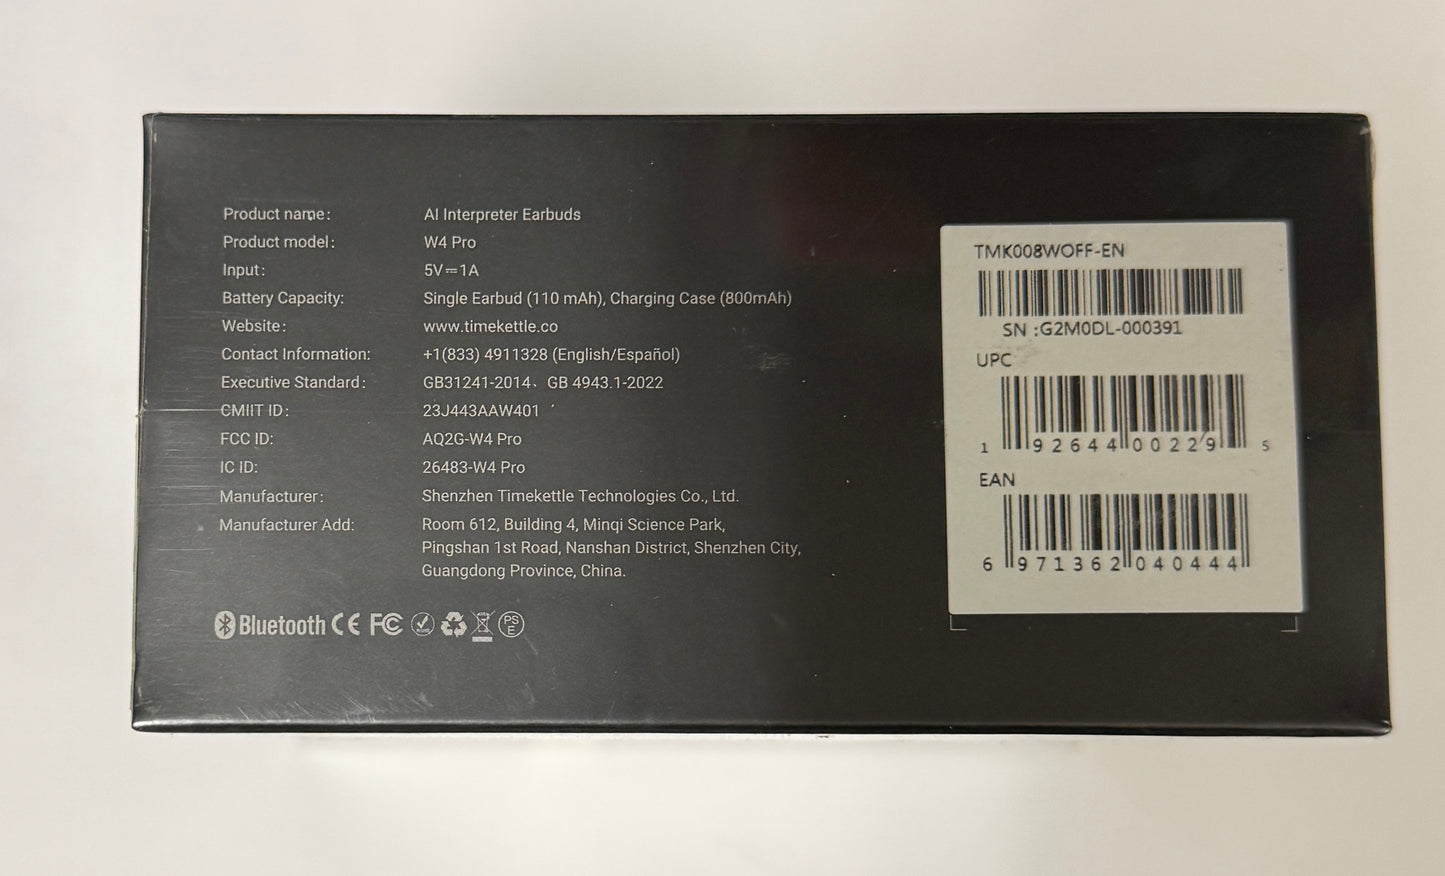 Product name: AI Interpreter Earbuds
Product model: W4 Pro
Input: 5V⎓1A
Battery Capacity: Single Earbud (110 mAh), Charging Case (800mAh)
Website: www.timekettle.co
Contact Information: +1(833) 4911328 (English/Español)
Executive Standard: GB31241-2014、GB 4943.1-2022
CMIIT ID: 23J443AAW401
FCC ID: AQ2G-W4 Pro
IC ID: 26483-W4 Pro
Manufacturer: Shenzhen Timekettle Technologies Co., Ltd.
Manufacturer Add: Room 612, Building 4, Minqi Science Park,
Pingshan 1st Road, Nanshan District, Shenzhen City,
Guangdong Province, China.
Bluetooth CE FC PSE
TMK008WOFF-EN
SN :G2M0DL-000391
UPC
1 92644 00229 5
EAN
6 971362 040444